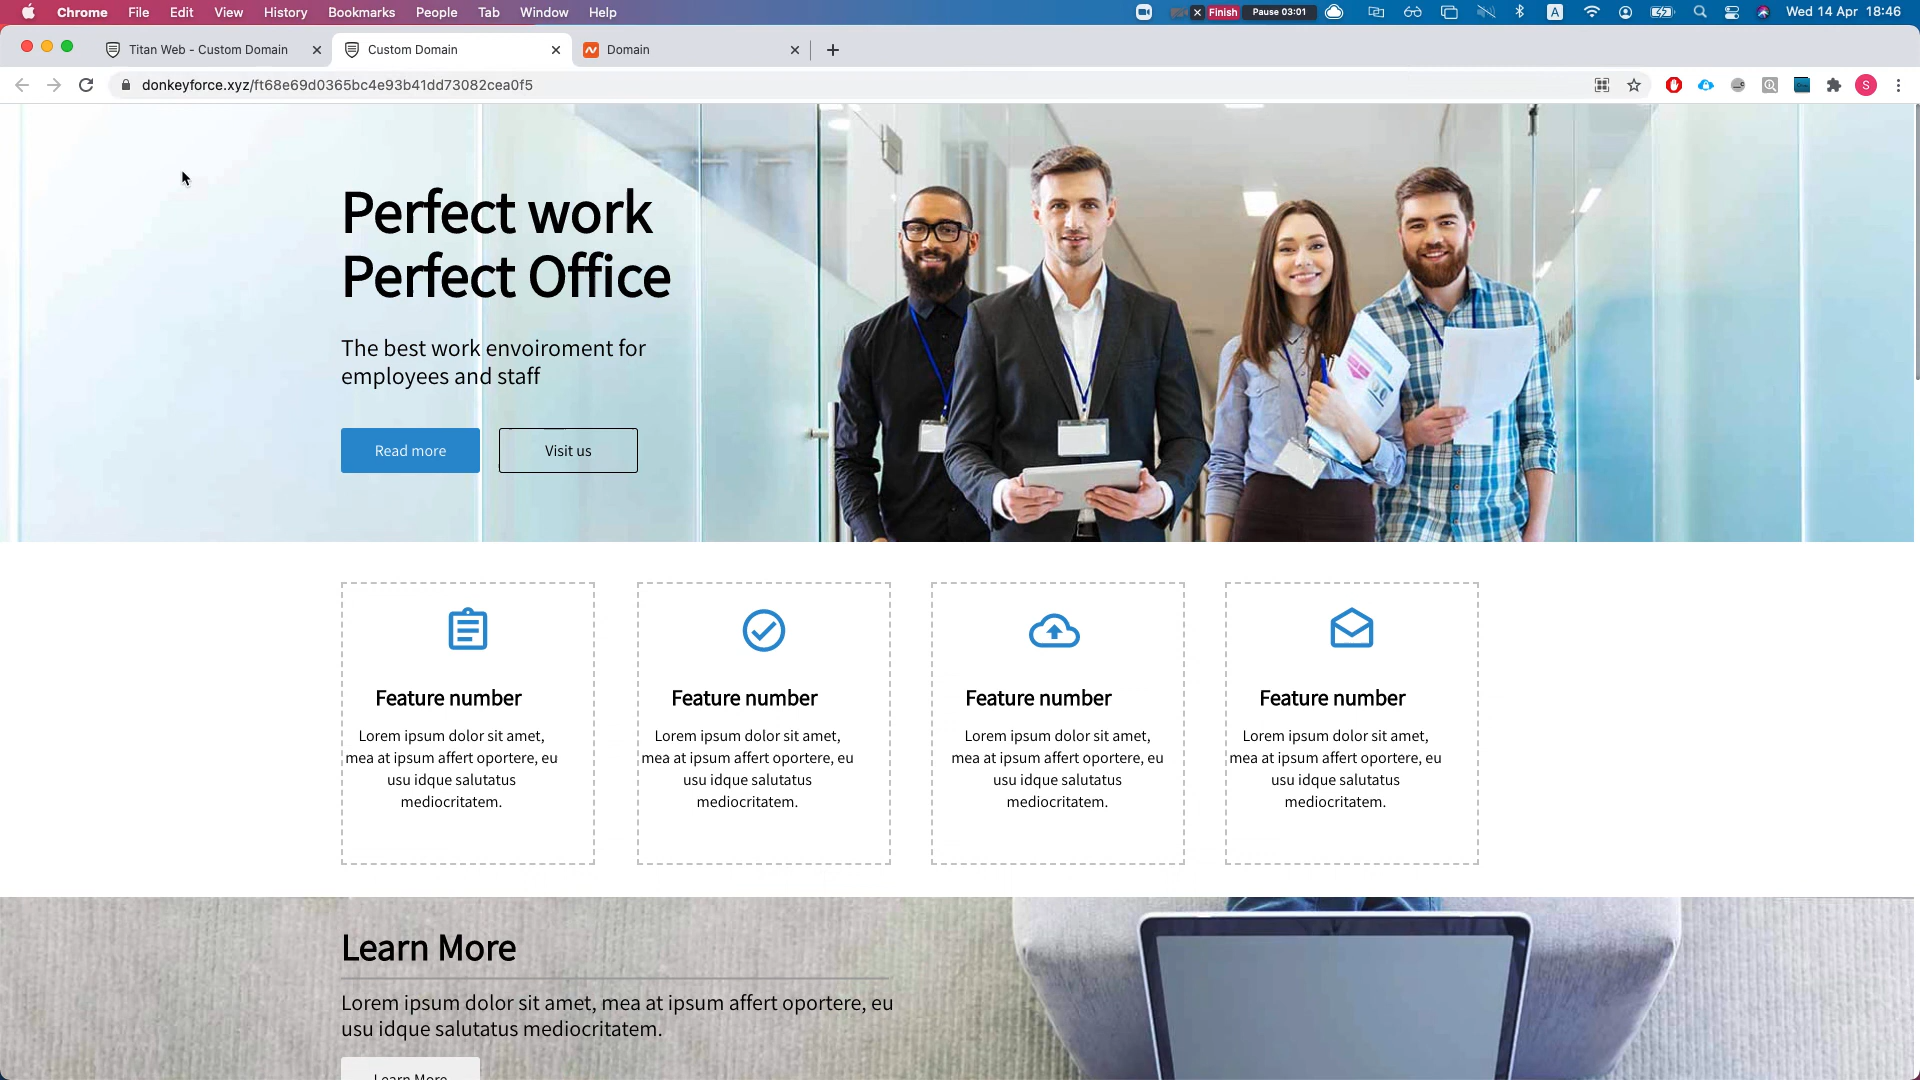 Chrome File Edit View History Bookmarks People Tab Window Help Finish Pause 03:01 A Wed 14 Apr 18:46
Titan Web - Custom Domain Custom Domain Domain
donkeyforce.xyz/ft68e69d0365bc4e93b41dd73082cea0f5 S
Perfect work
Perfect Office
The best work envoiroment for
employees and staff
Read more Visit us
Feature number
Lorem ipsum dolor sit amet,
mea at ipsum affert oportere, eu
usu idque salutatus
mediocritatem.
Feature number
Lorem ipsum dolor sit amet,
mea at ipsum affert oportere, eu
usu idque salutatus
mediocritatem.
Feature number
Lorem ipsum dolor sit amet,
mea at ipsum affert oportere, eu
usu idque salutatus
mediocritatem.
Feature number
Lorem ipsum dolor sit amet,
mea at ipsum affert oportere, eu
usu idque salutatus
mediocritatem.
Learn More
Lorem ipsum dolor sit amet, mea at ipsum affert oportere, eu
usu idque salutatus mediocritatem.
Learn More